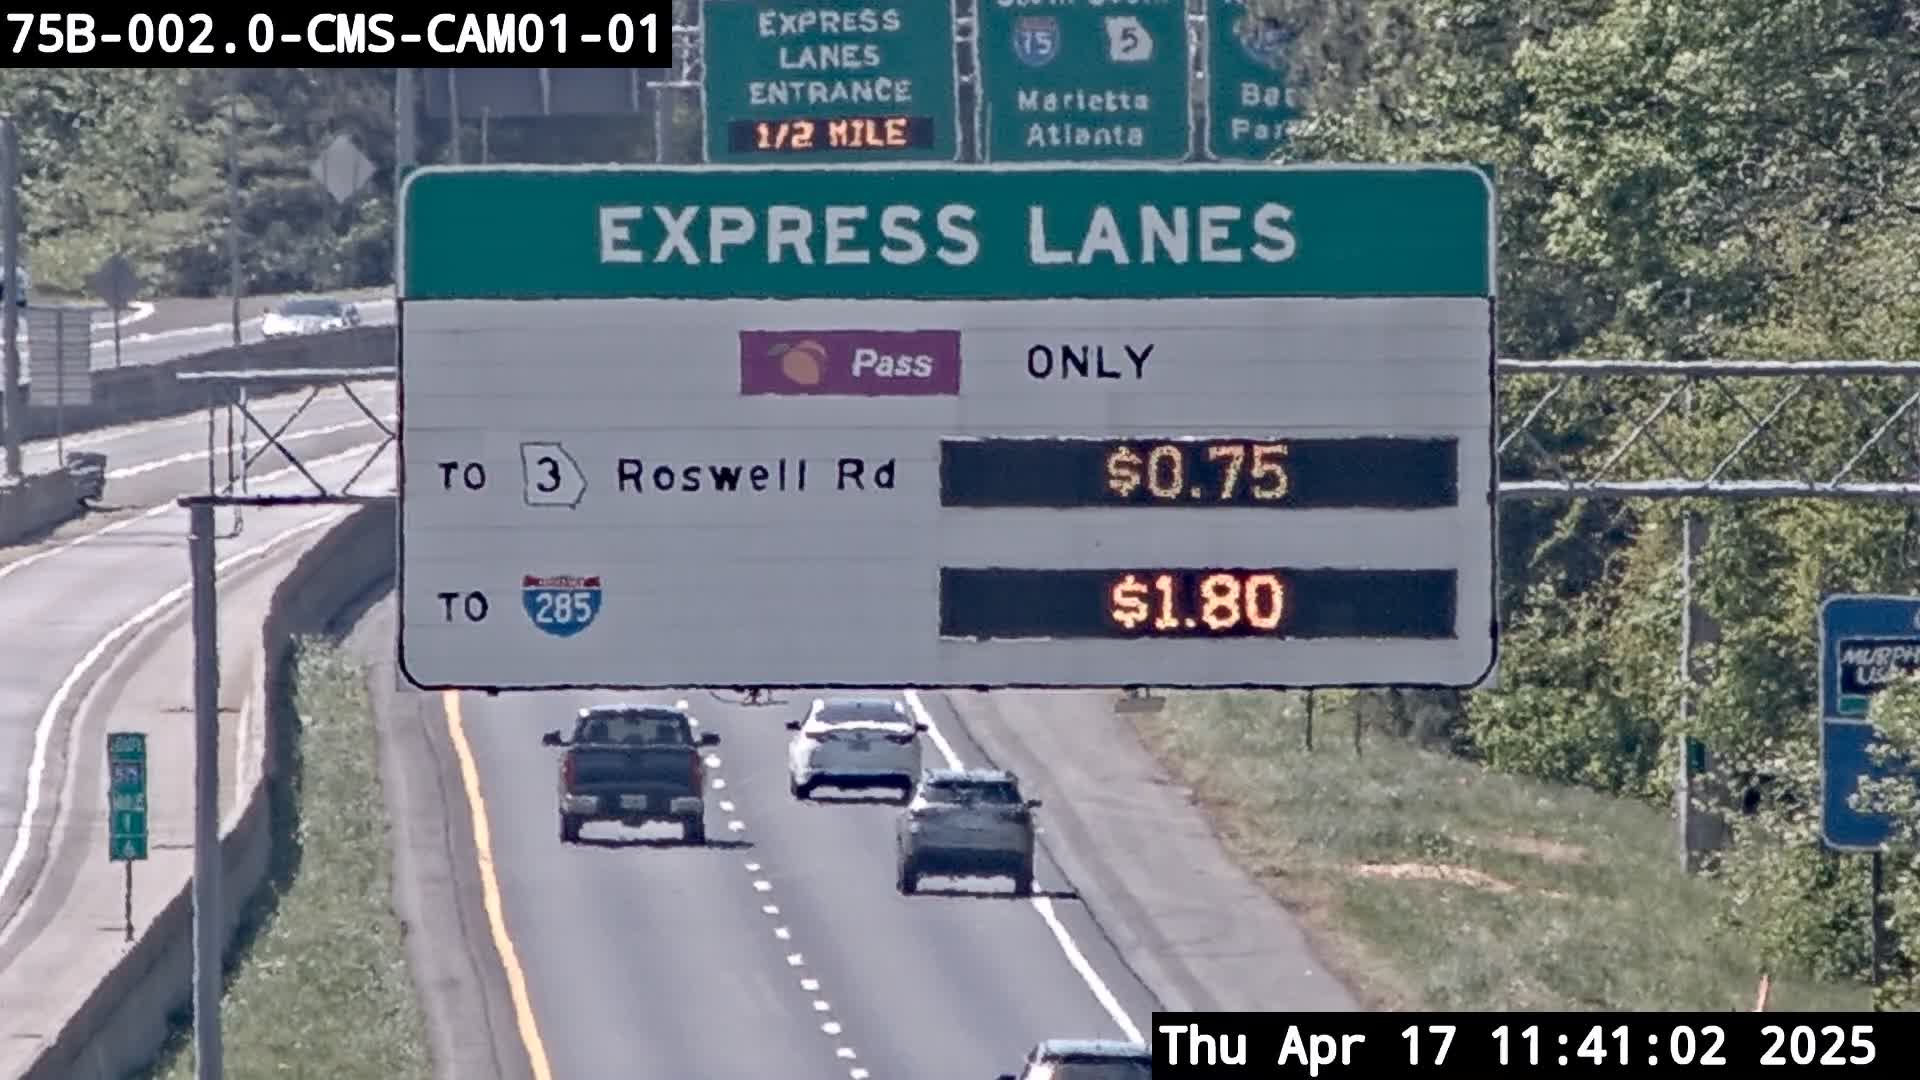 75B-002.0-CMS-CAM01-01
EXPRESS
LANES
ENTRANCE
1/2 MILE
75 5
Marietta
Atlanta
EXPRESS LANES
Pass ONLY
TO 3 Roswell Rd $0.75
TO 285 $1.80
Thu Apr 17 11:41:02 2025